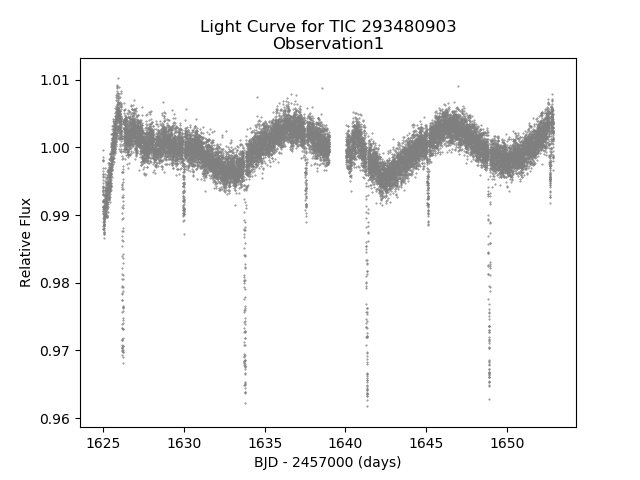 Light Curve for TIC 293480903
Observation1
1.01
1.00
0.99
0.98
0.97
0.96
Relative Flux
1625 1630 1635 1640 1645 1650
BJD - 2457000 (days)